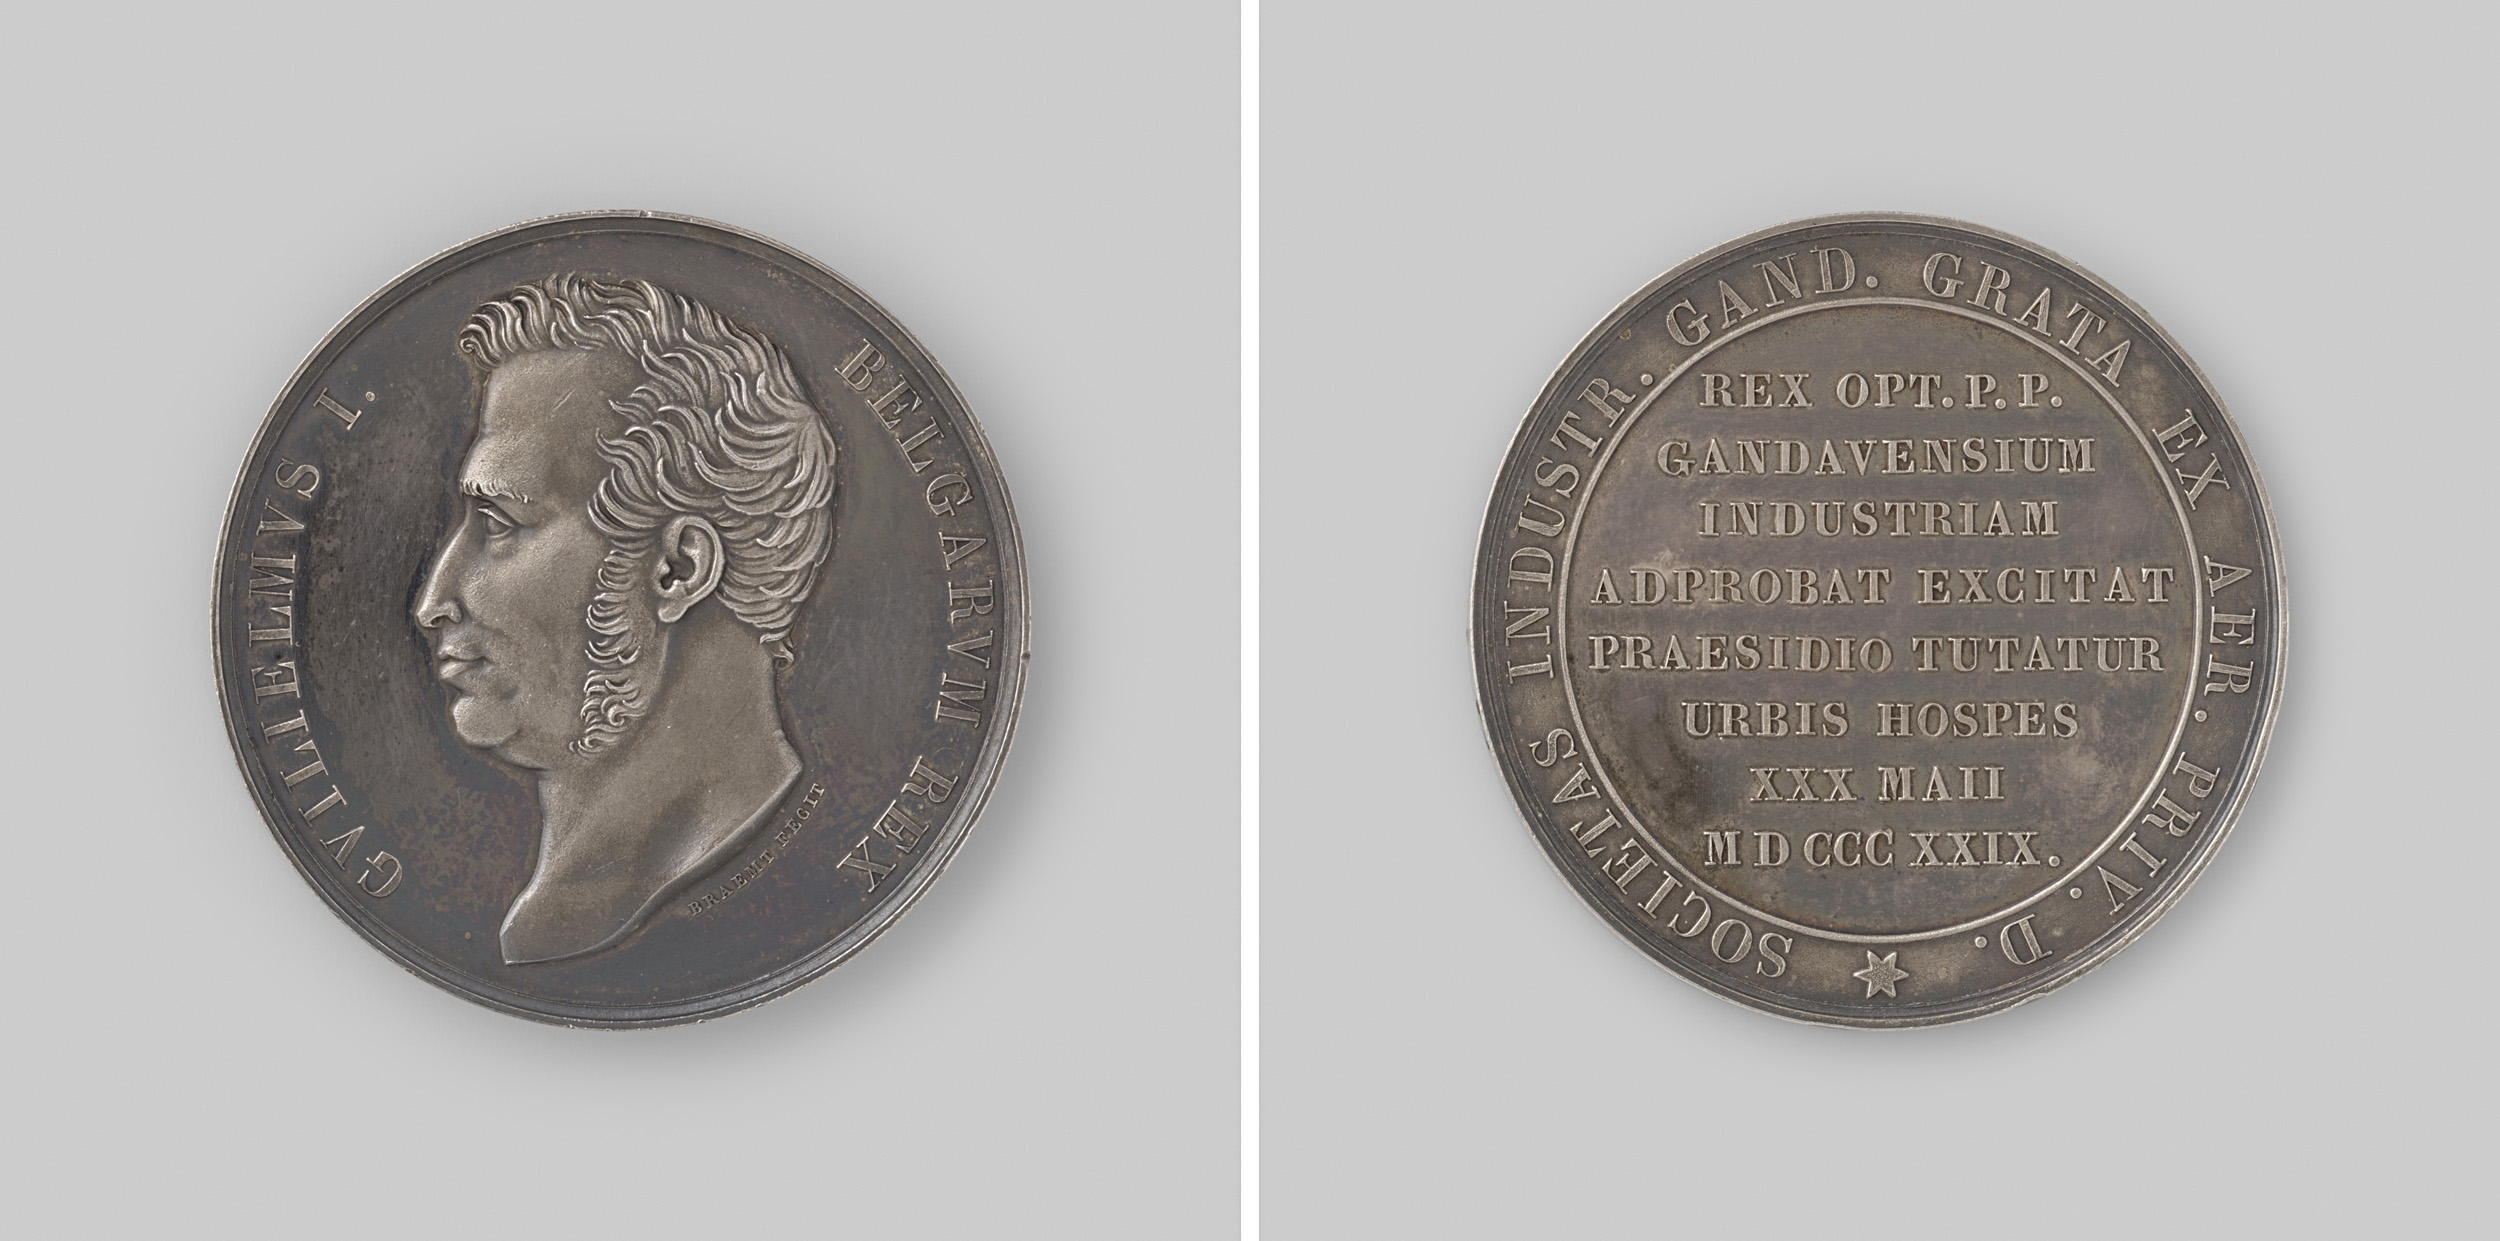 GVILIELMVS I. BELGARVM REX
BRAEMT FECIT
SOCIETAS INDUSTR. GAND. GRATA EX AER. PRIV. D.
REX OPT. P. P.
GANDAVENSIUM
INDUSTRIAM
ADPROBAT EXCITAT
PRAESIDIO TUTATUR
URBIS HOSPES
XXX MAII
M D CCC XXIX.